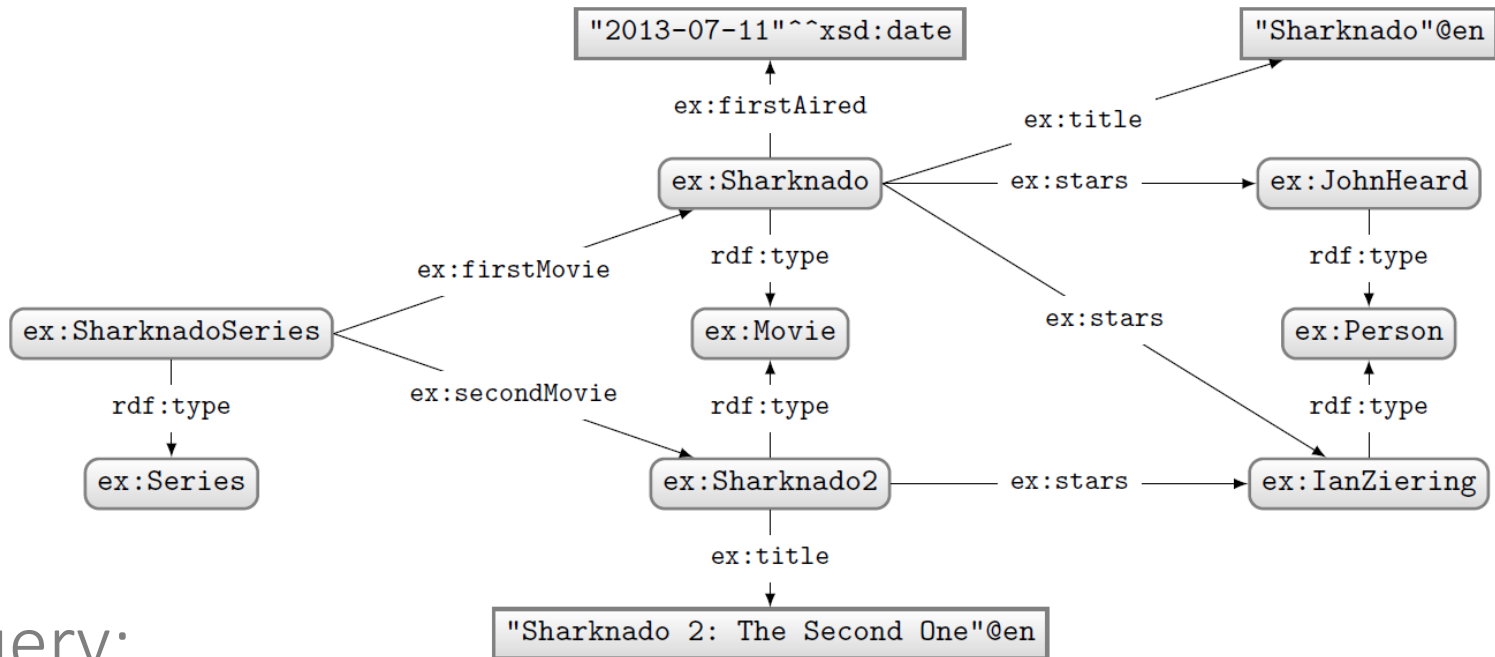 "2013-07-11"^^xsd:date
"Sharknado"@en
ex:firstAired
ex:title
ex:Sharknado
ex:stars
ex:JohnHeard
ex:firstMovie
rdf:type
rdf:type
ex:SharknadoSeries
ex:Movie
ex:stars
ex:Person
rdf:type
ex:secondMovie
rdf:type
rdf:type
ex:Series
ex:Sharknado2
ex:stars
ex:IanZiering
ex:title
"Sharknado 2: The Second One"@en